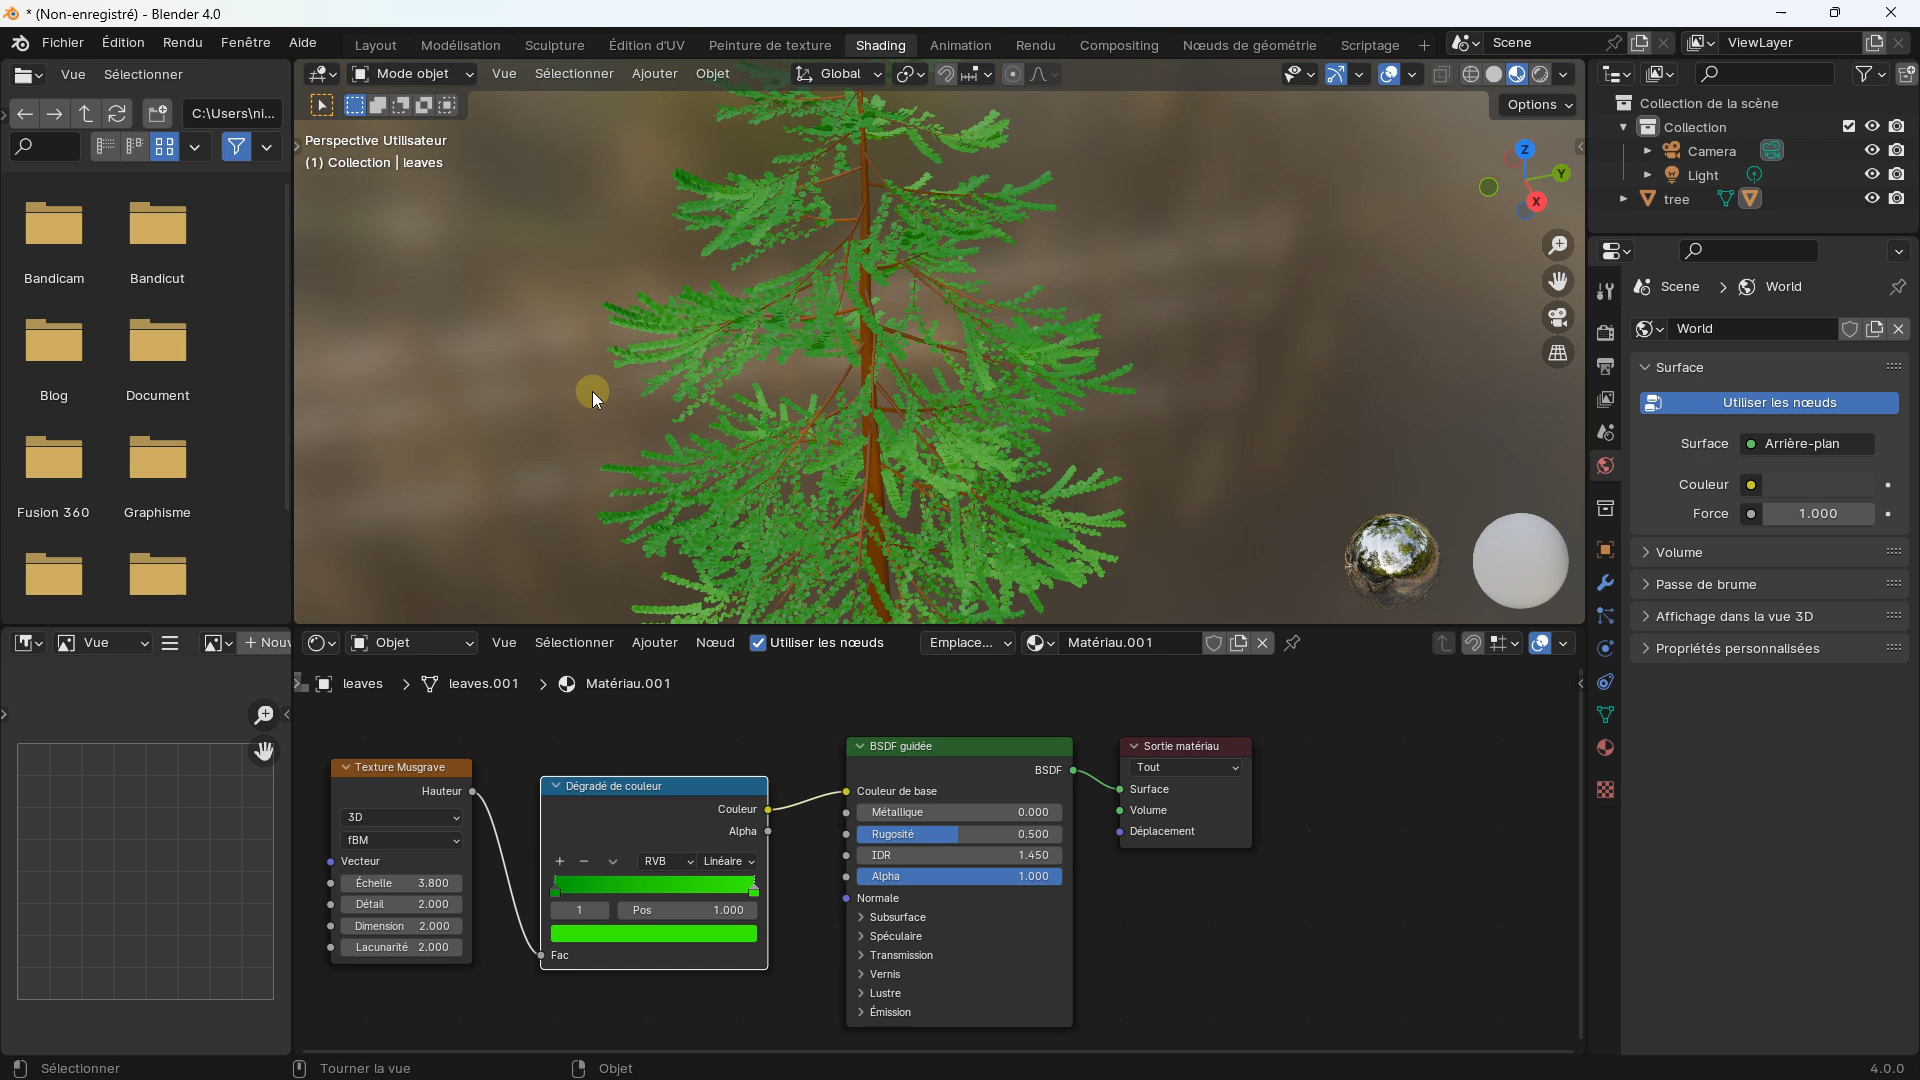 * (Non-enregistré) - Blender 4.0
Fichier Édition Rendu Fenêtre Aide Layout Modélisation Sculpture Édition d'UV Peinture de texture Shading Animation Rendu Compositing Nœuds de géométrie Scriptage + Scene ViewLayer
Vue Sélectionner
Mode objet Vue Sélectionner Ajouter Objet Global
C:\Users\ni...
Options
Perspective Utilisateur
(1) Collection | leaves
Z
Y
X
Bandicam Bandicut
Blog Document
Fusion 360 Graphisme
Collection de la scène
Collection
Camera
Light
tree
Scene > World
World
Surface
Utiliser les nœuds
Surface Arrière-plan
Couleur
Force 1.000
Volume
Passe de brume
Affichage dans la vue 3D
Propriétés personnalisées
Vue + Nouv
Objet Vue Sélectionner Ajouter Nœud Utiliser les nœuds Emplace... Matériau.001
leaves > leaves.001 > Matériau.001
Texture Musgrave
Hauteur
3D
fBM
Vecteur
Échelle 3.800
Détail 2.000
Dimension 2.000
Lacunarité 2.000
Dégradé de couleur
Couleur
Alpha
+ − RVB Linéaire
1 Pos 1.000
Fac
BSDF guidée
BSDF
Couleur de base
Métallique 0.000
Rugosité 0.500
IDR 1.450
Alpha 1.000
Normale
Subsurface
Spéculaire
Transmission
Vernis
Lustre
Émission
Sortie matériau
Tout
Surface
Volume
Déplacement
Sélectionner Tourner la vue Objet 4.0.0